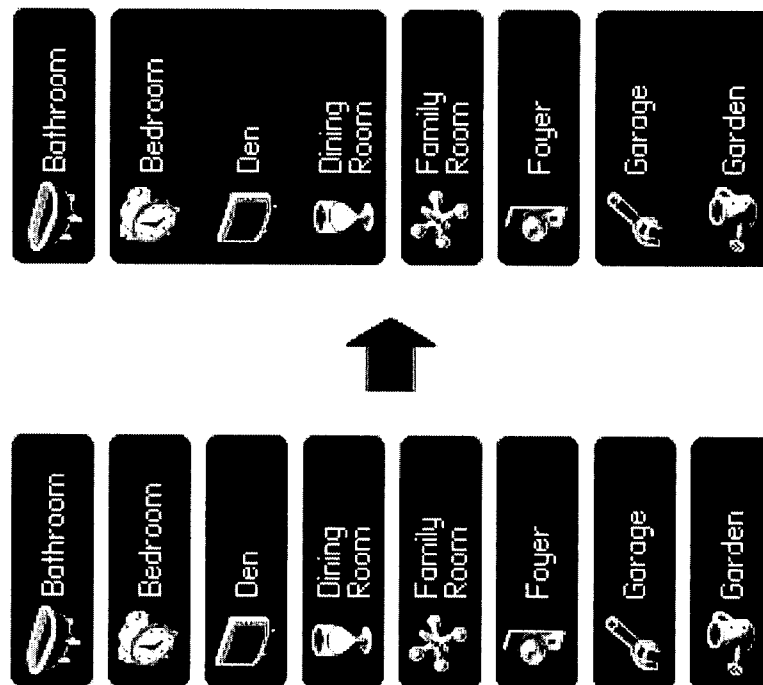 Bathroom
Bedroom
Den
Dining
Room
Family
Room
Foyer
Garage
Garden
Bathroom
Bedroom
Den
Dining
Room
Family
Room
Foyer
Garage
Garden